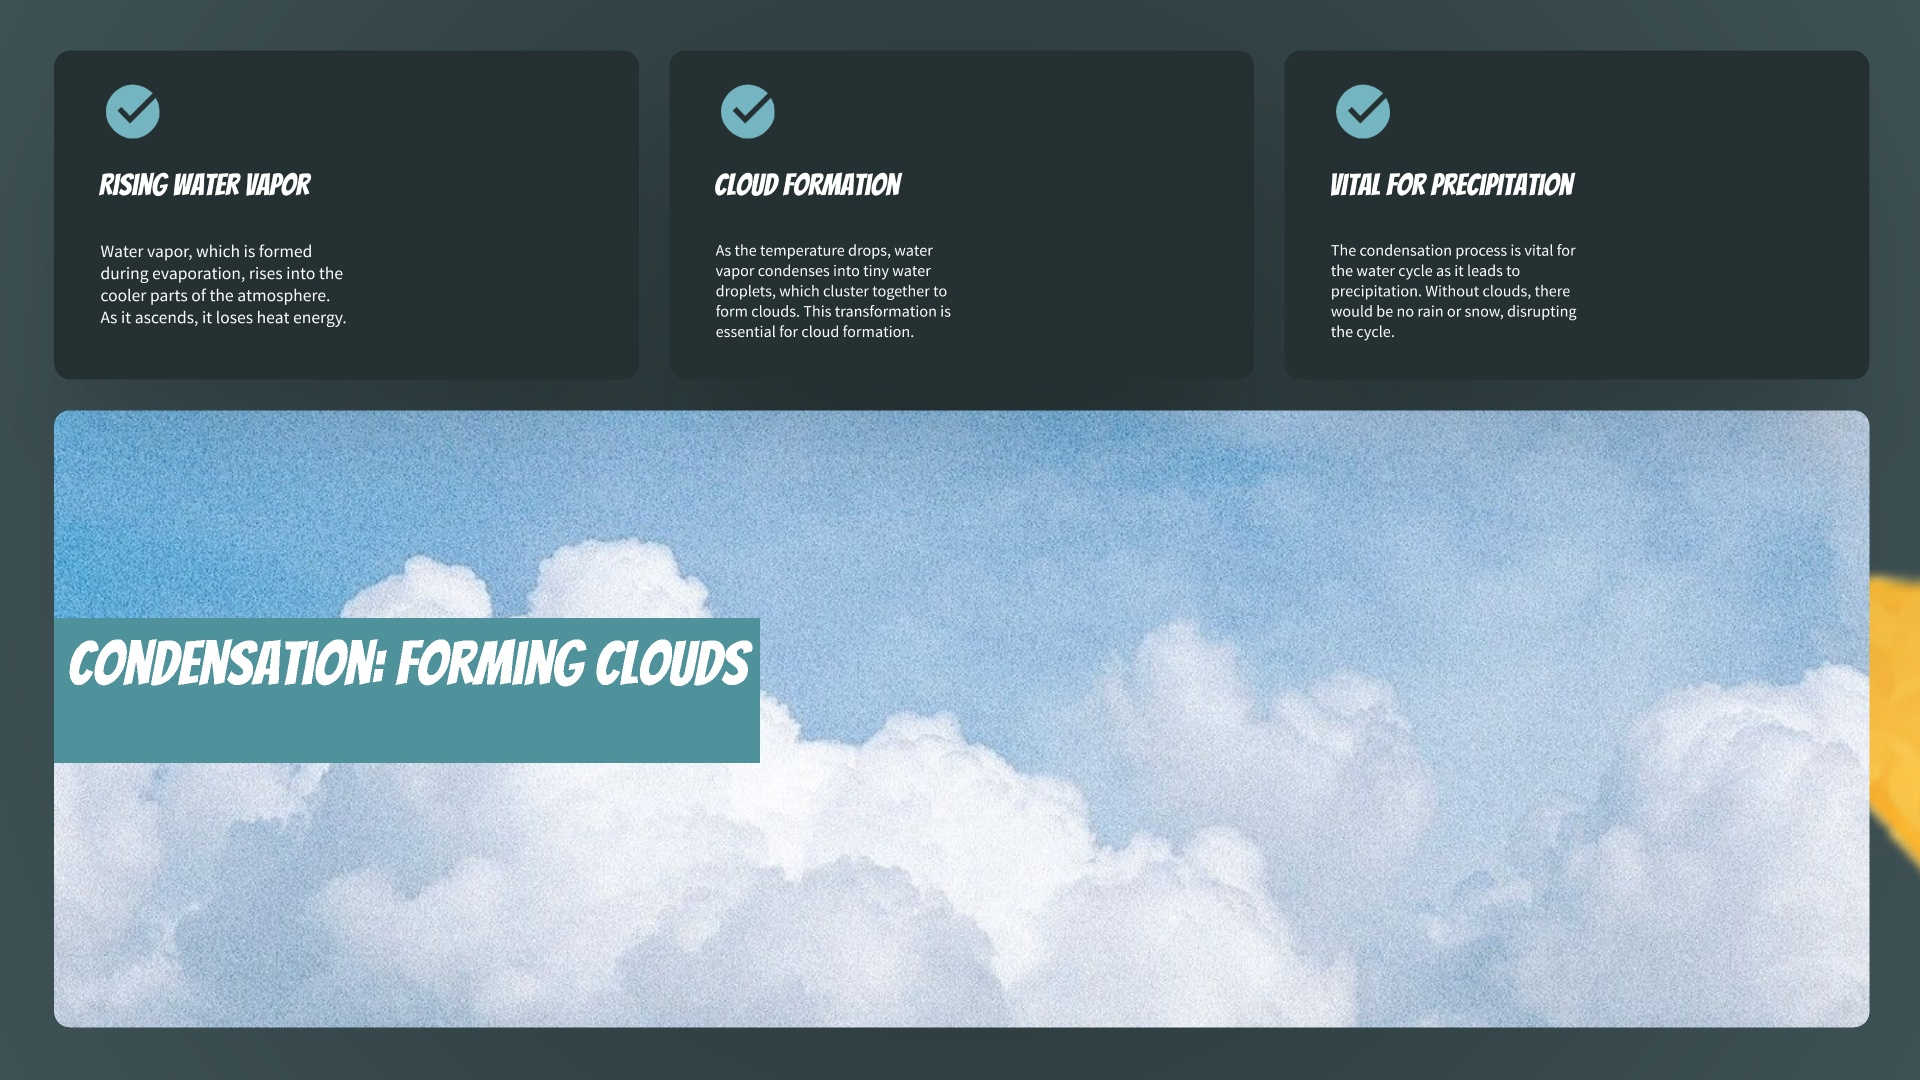 RISING WATER VAPOR
Water vapor, which is formed
during evaporation, rises into the
cooler parts of the atmosphere.
As it ascends, it loses heat energy.
CLOUD FORMATION
As the temperature drops, water
vapor condenses into tiny water
droplets, which cluster together to
form clouds. This transformation is
essential for cloud formation.
VITAL FOR PRECIPITATION
The condensation process is vital for
the water cycle as it leads to
precipitation. Without clouds, there
would be no rain or snow, disrupting
the cycle.
CONDENSATION: FORMING CLOUDS